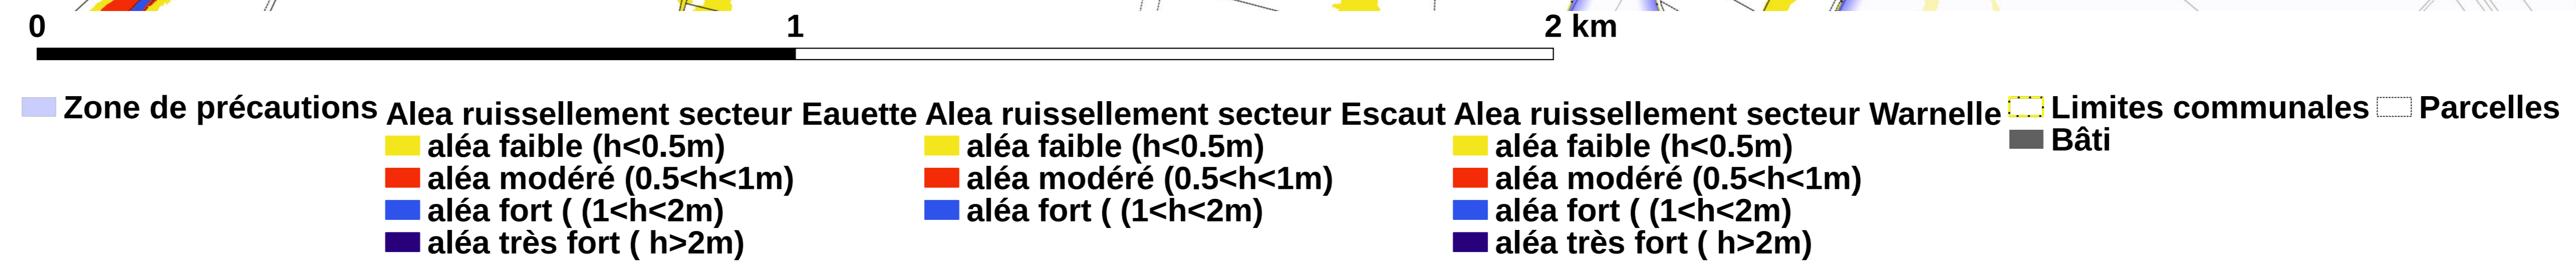 0 1 2 km
Zone de précautions
Alea ruissellement secteur Eauette
aléa faible (h<0.5m)
aléa modéré (0.5<h<1m)
aléa fort ( (1<h<2m)
aléa très fort ( h>2m)
Alea ruissellement secteur Escaut
aléa faible (h<0.5m)
aléa modéré (0.5<h<1m)
aléa fort ( (1<h<2m)
Alea ruissellement secteur Warnelle
aléa faible (h<0.5m)
aléa modéré (0.5<h<1m)
aléa fort ( (1<h<2m)
aléa très fort ( h>2m)
Limites communales
Bâti
Parcelles